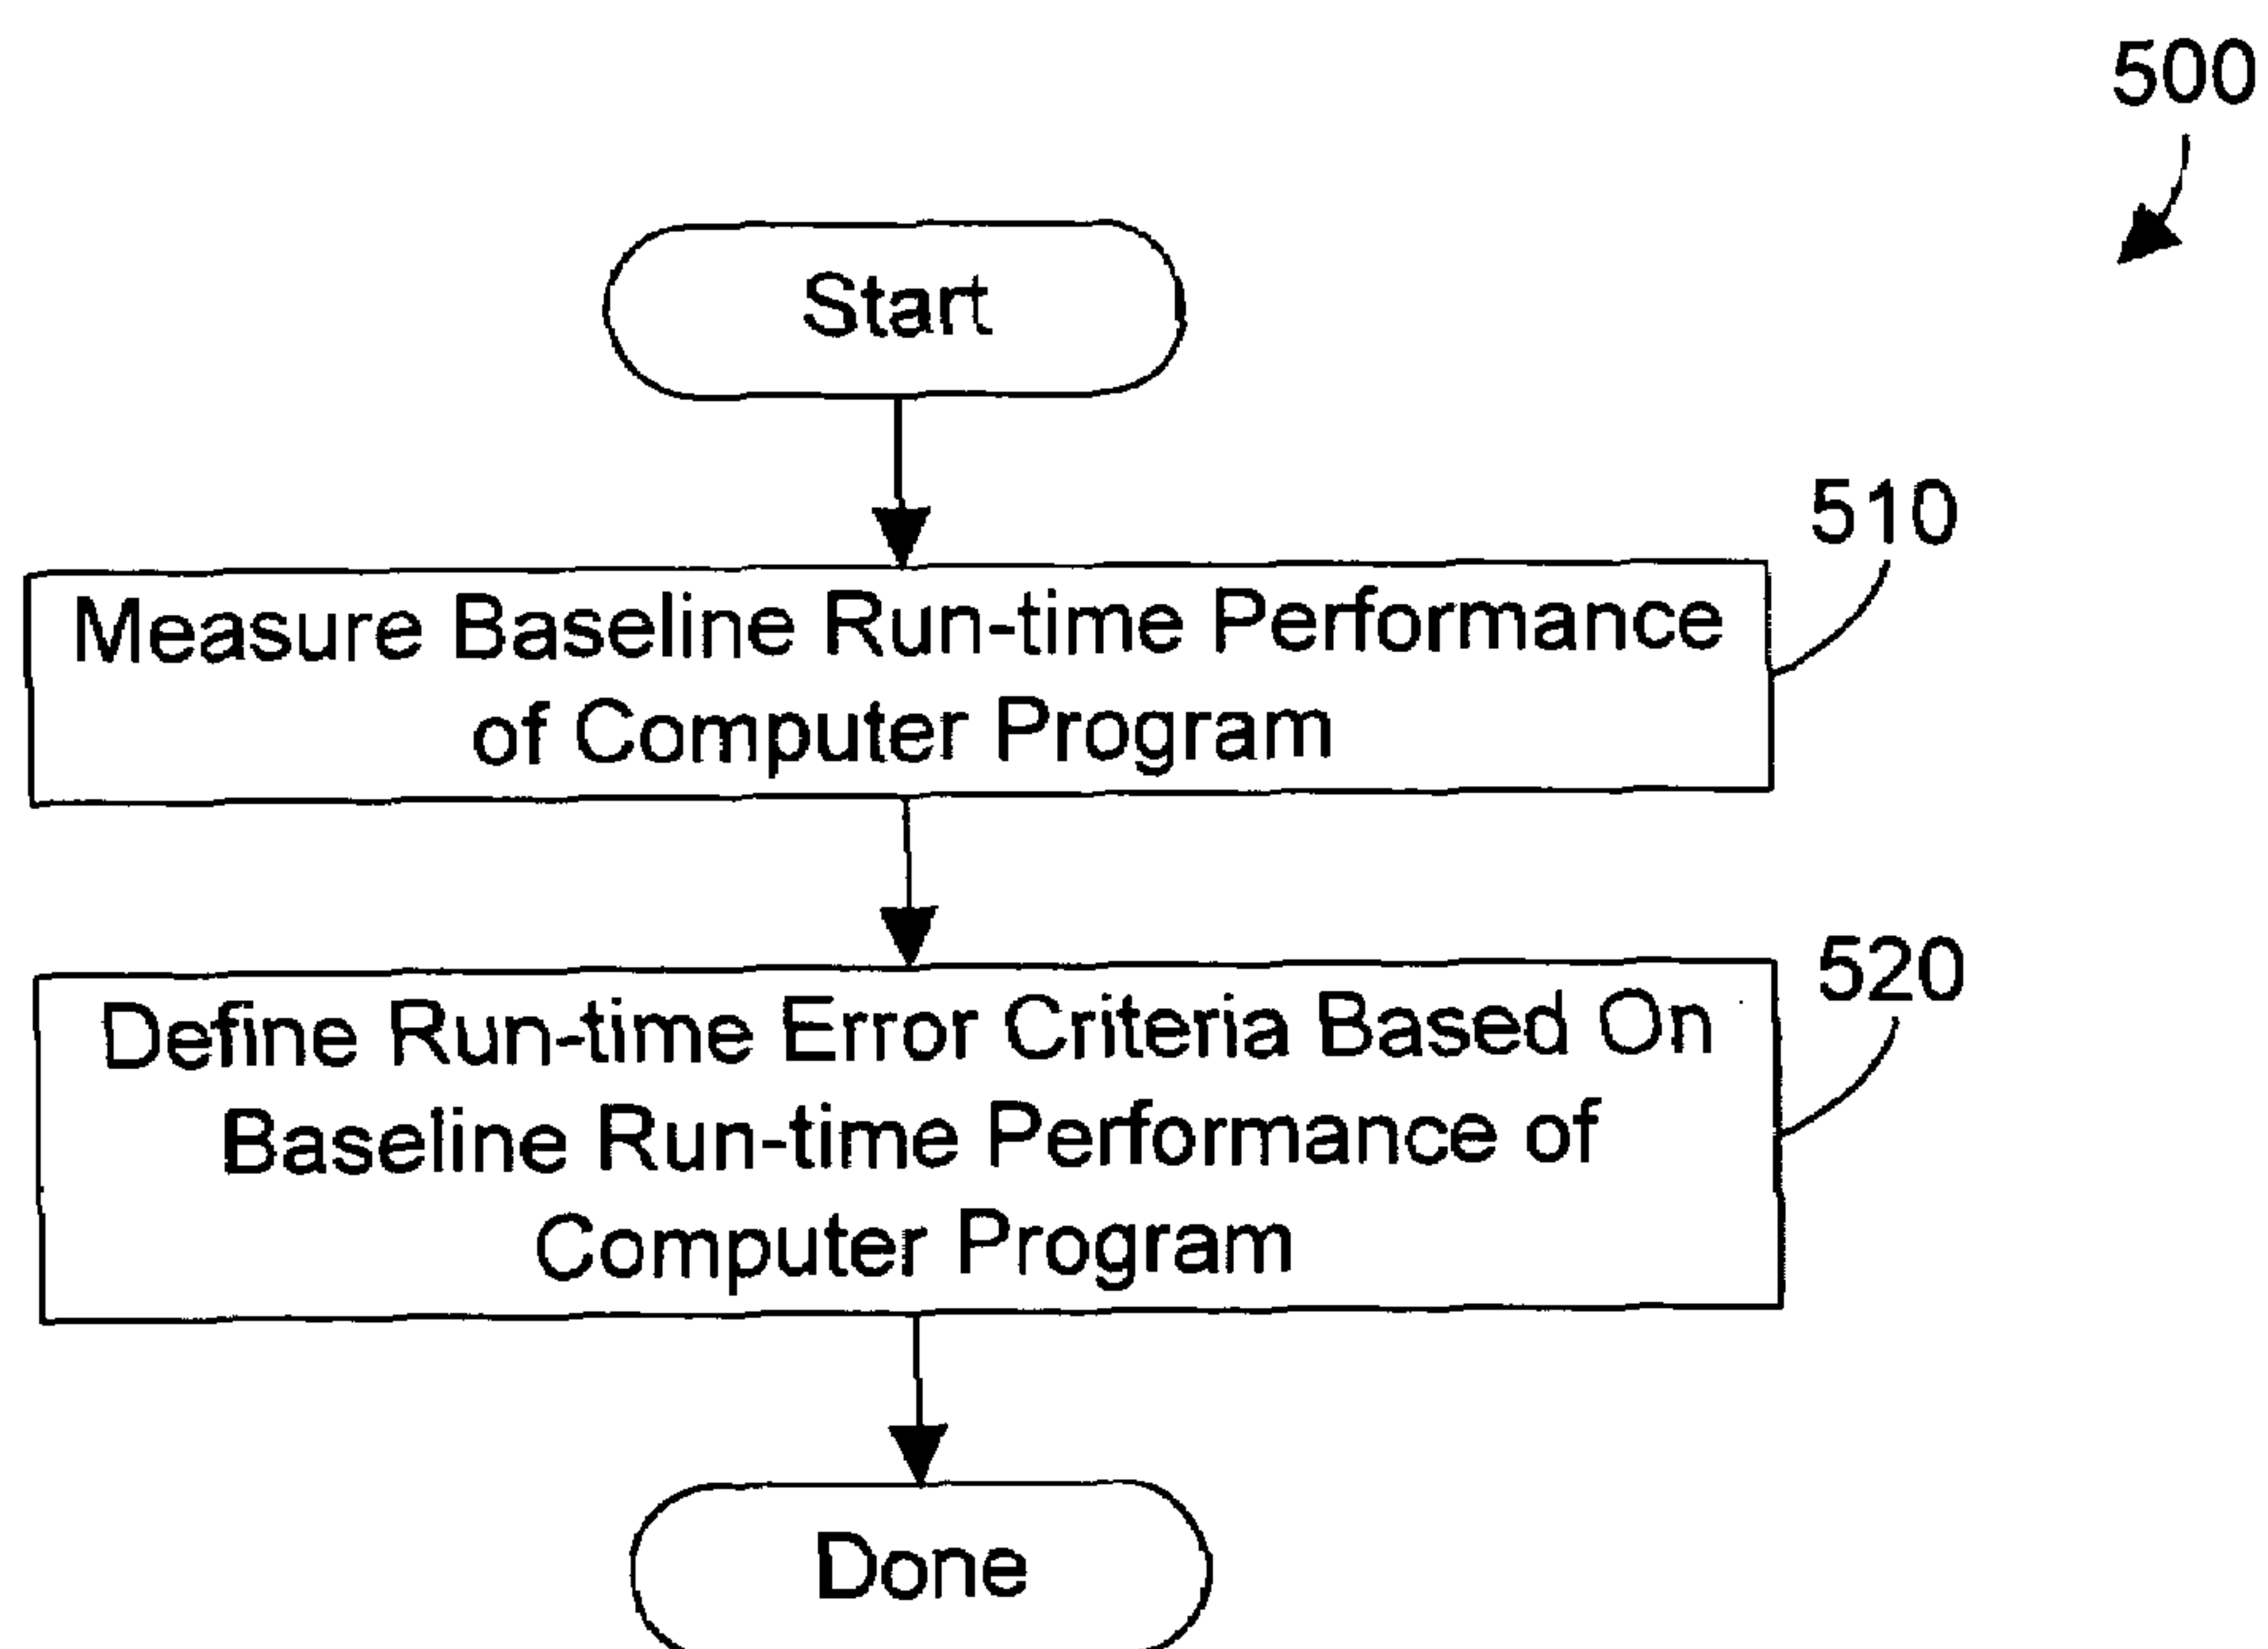 500
Start
510
Measure Baseline Run-time Performance
of Computer Program
520
Define Run-time Error Criteria Based On
Baseline Run-time Performance of
Computer Program
Done